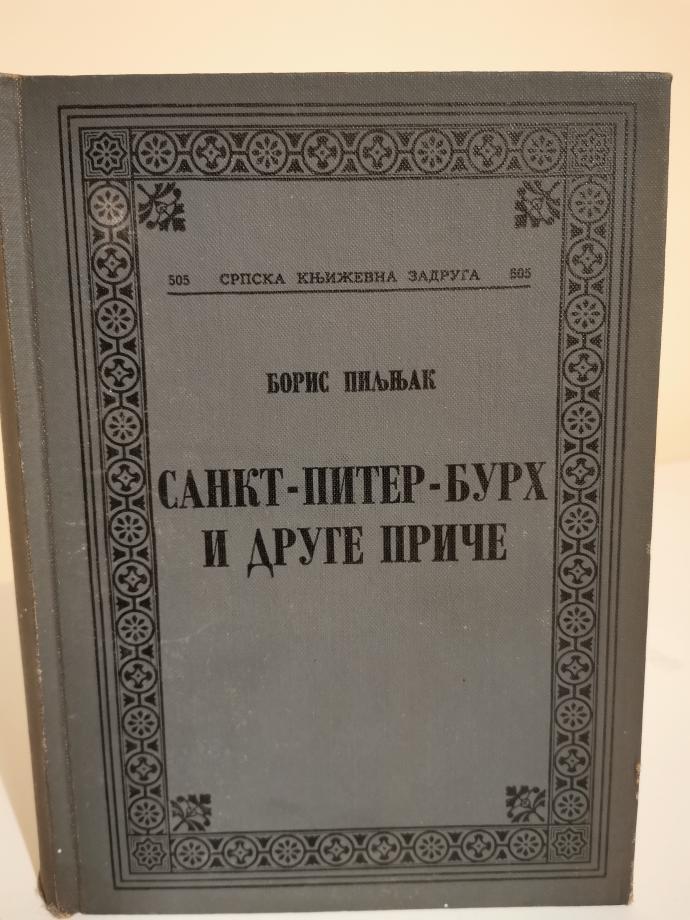 505 СРПСКА КЊИЖЕВНА ЗАДРУГА 505
БОРИС ПИЉЊАК
САНКТ-ПИТЕР-БУРХ
И ДРУГЕ ПРИЧЕ